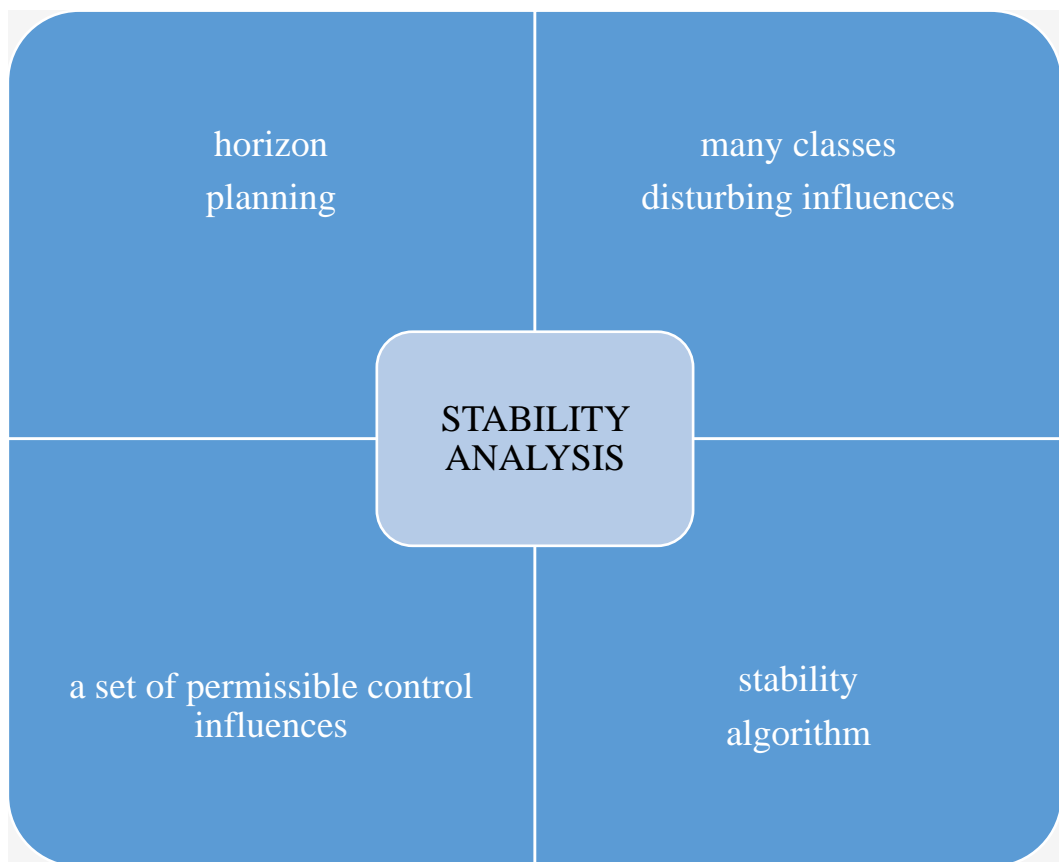 horizon
planning
many classes
disturbing influences
STABILITY
ANALYSIS
a set of permissible control
influences
stability
algorithm